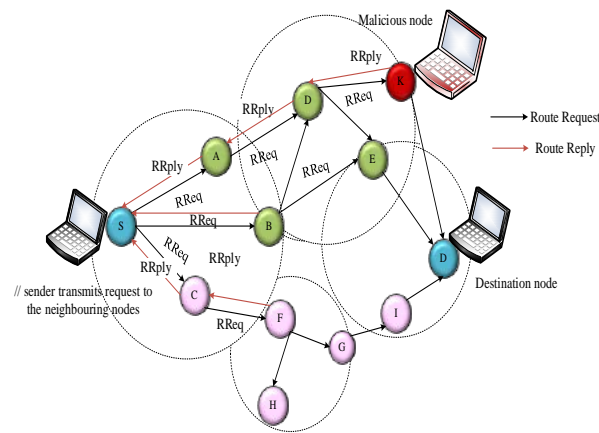 Malicious node
RRply
D
K
RReq
Route Request
RRply
RReq
Route Reply
A
RRply
E
RReq
RReq
S
RReq
B
RReq
RRply
RRply
D
C
Destination node
// sender transmits request to
the neighbouring nodes
F
I
RReq
G
H